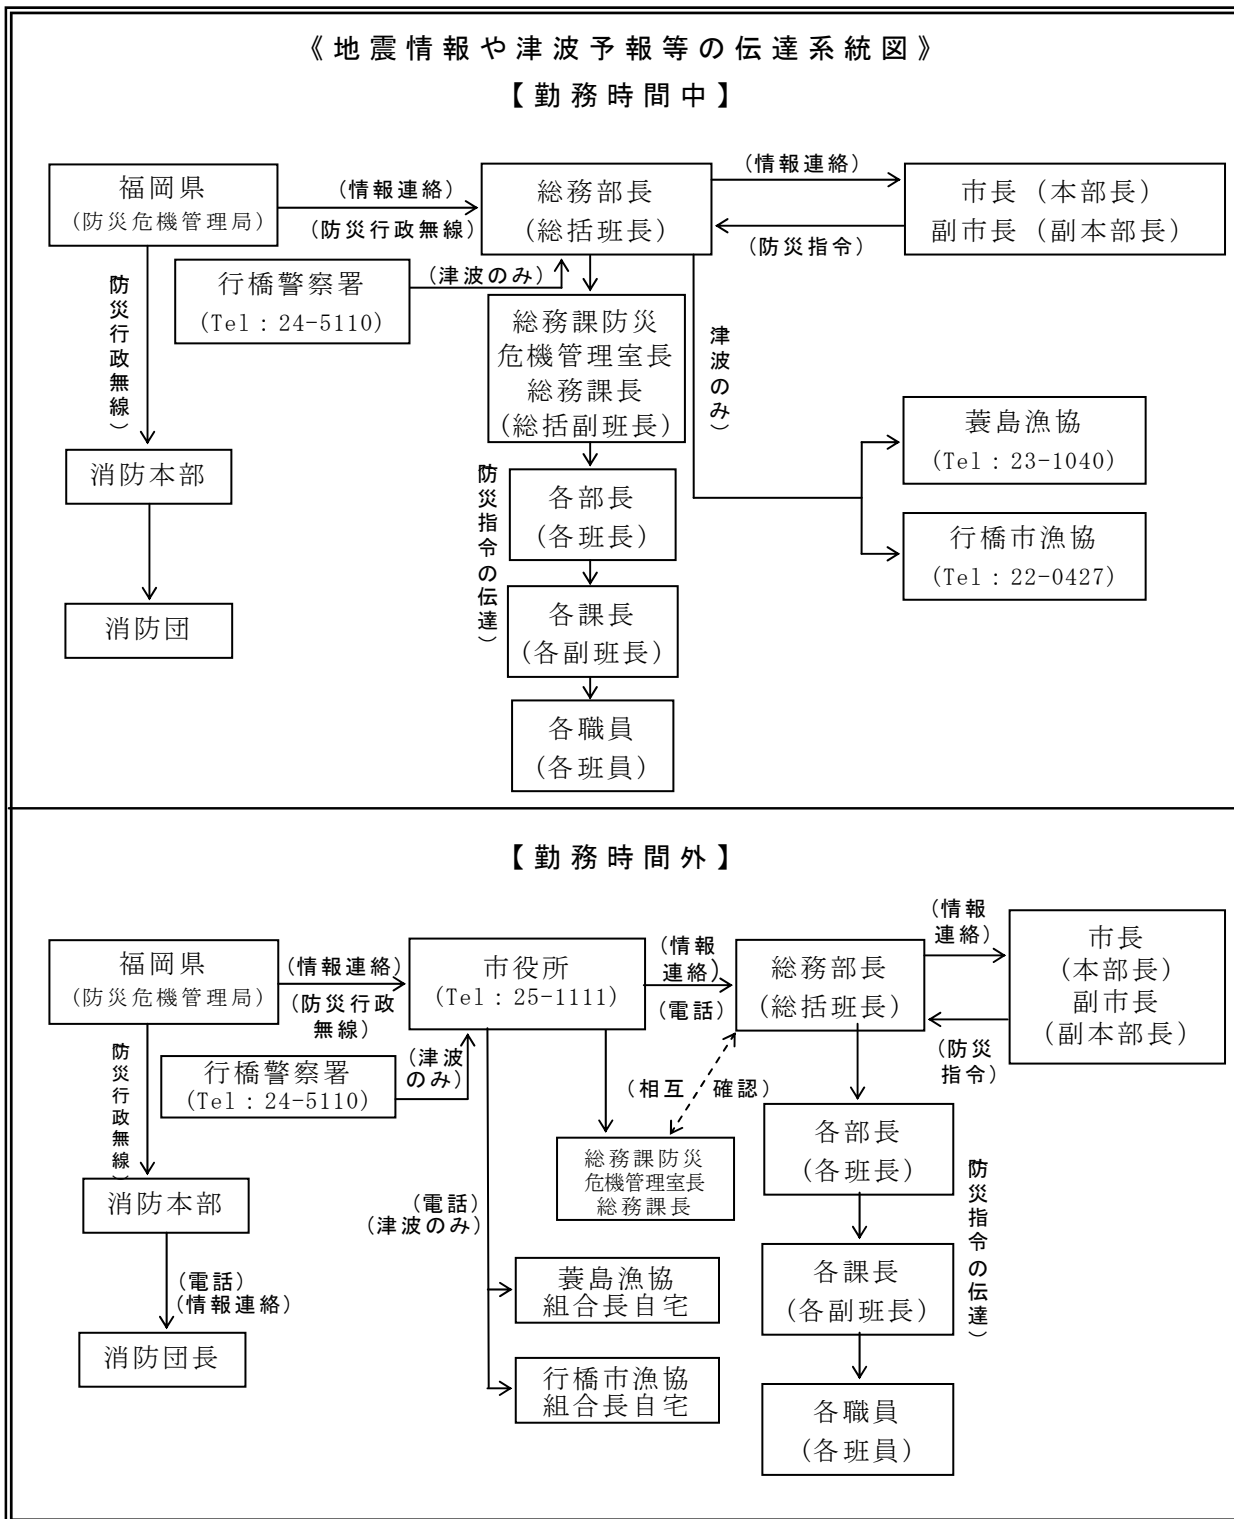 《地震情報や津波予報等の伝達系統図》
【勤務時間中】
福岡県
(防災危機管理局)
(情報連絡)
(防災行政無線)
総務部長
(総括班長)
(情報連絡)
(防災指令)
市長(本部長)
副市長(副本部長)
防災行政無線)
行橋警察署
(Tel:24-5110)
(津波のみ)
総務課防災
危機管理室長
総務課長
(総括副班長)
津波のみ)
蓑島漁協
(Tel:23-1040)
行橋市漁協
(Tel:22-0427)
消防本部
消防団
防災指令の伝達)
各部長
(各班長)
各課長
(各副班長)
各職員
(各班員)
【勤務時間外】
福岡県
(防災危機管理局)
(情報連絡)
(防災行政
無線)
市役所
(Tel:25-1111)
(情報
連絡)
(電話)
総務部長
(総括班長)
(情報
連絡)
(防災
指令)
市長
(本部長)
副市長
(副本部長)
防災行政無線)
行橋警察署
(Tel:24-5110)
(津波
のみ)
(相互 確認)
総務課防災
危機管理室長
総務課長
消防本部
(電話)
(情報連絡)
消防団長
(電話)
(津波のみ)
蓑島漁協
組合長自宅
行橋市漁協
組合長自宅
各部長
(各班長)
防災指令の伝達)
各課長
(各副班長)
各職員
(各班員)